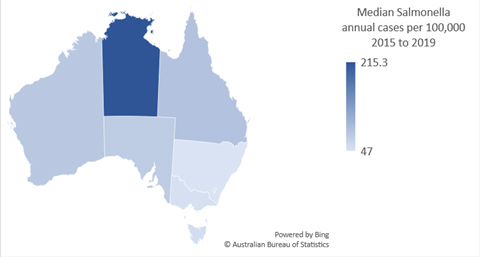 Median Salmonella
annual cases per 100,000
2015 to 2019
215.3
47
Powered by Bing
© Australian Bureau of Statistics